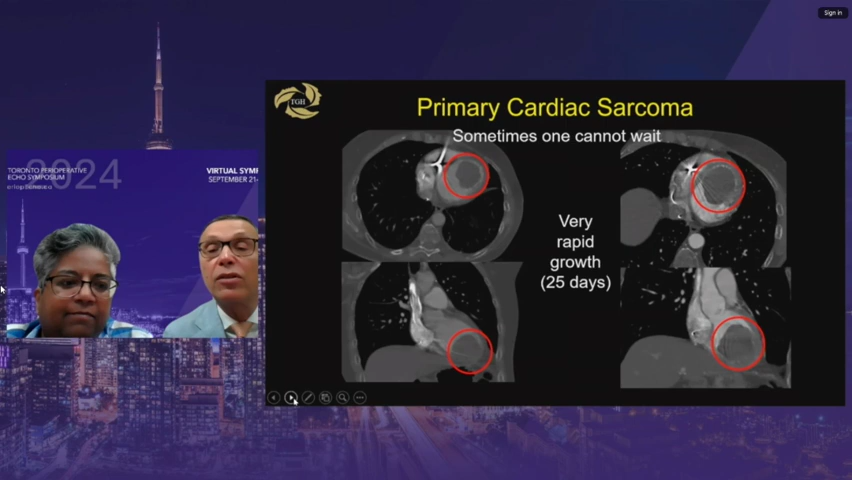 Sign in
TGH
Primary Cardiac Sarcoma
Sometimes one cannot wait
Very
rapid
growth
(25 days)
2024
TORONTO PERIOPERATIVE
ECHO SYMPOSIUM
VIRTUAL SYMP
SEPTEMBER 21-